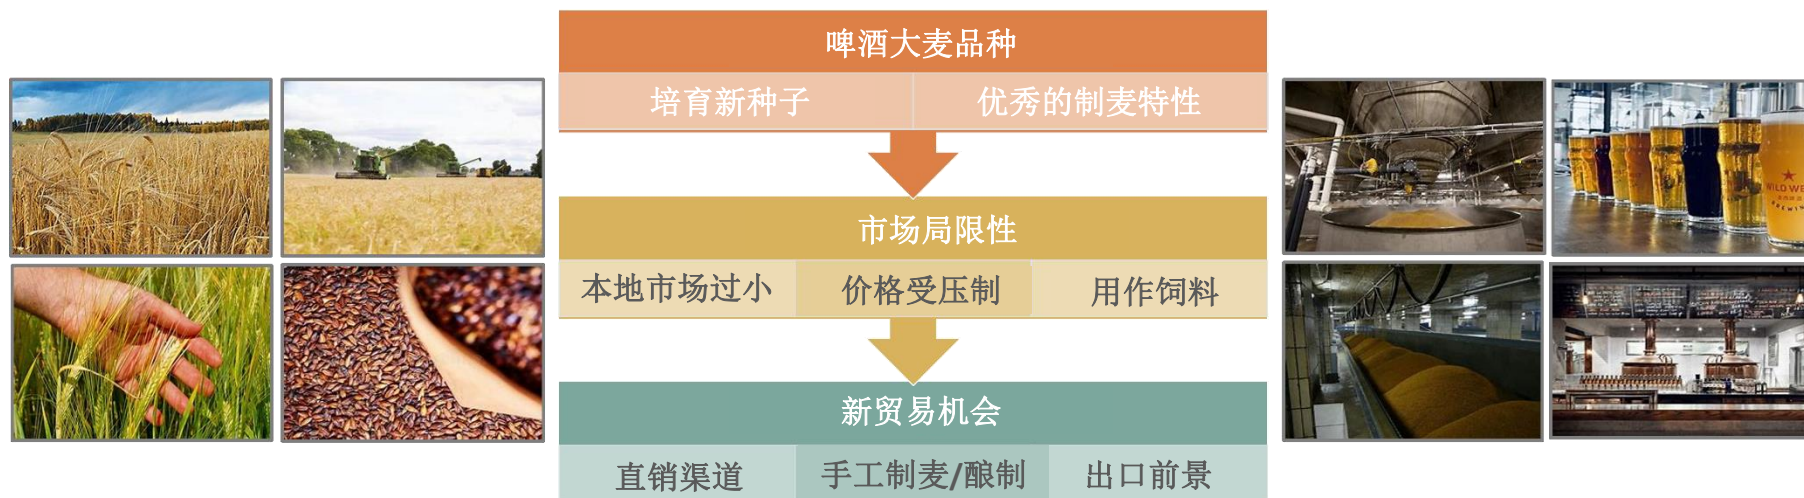 啤酒大麦品种
培育新种子 优秀的制麦特性
市场局限性
本地市场过小 价格受压制 用作饲料
新贸易机会
直销渠道 手工制麦/酿制 出口前景
WILD WE
BREWIN